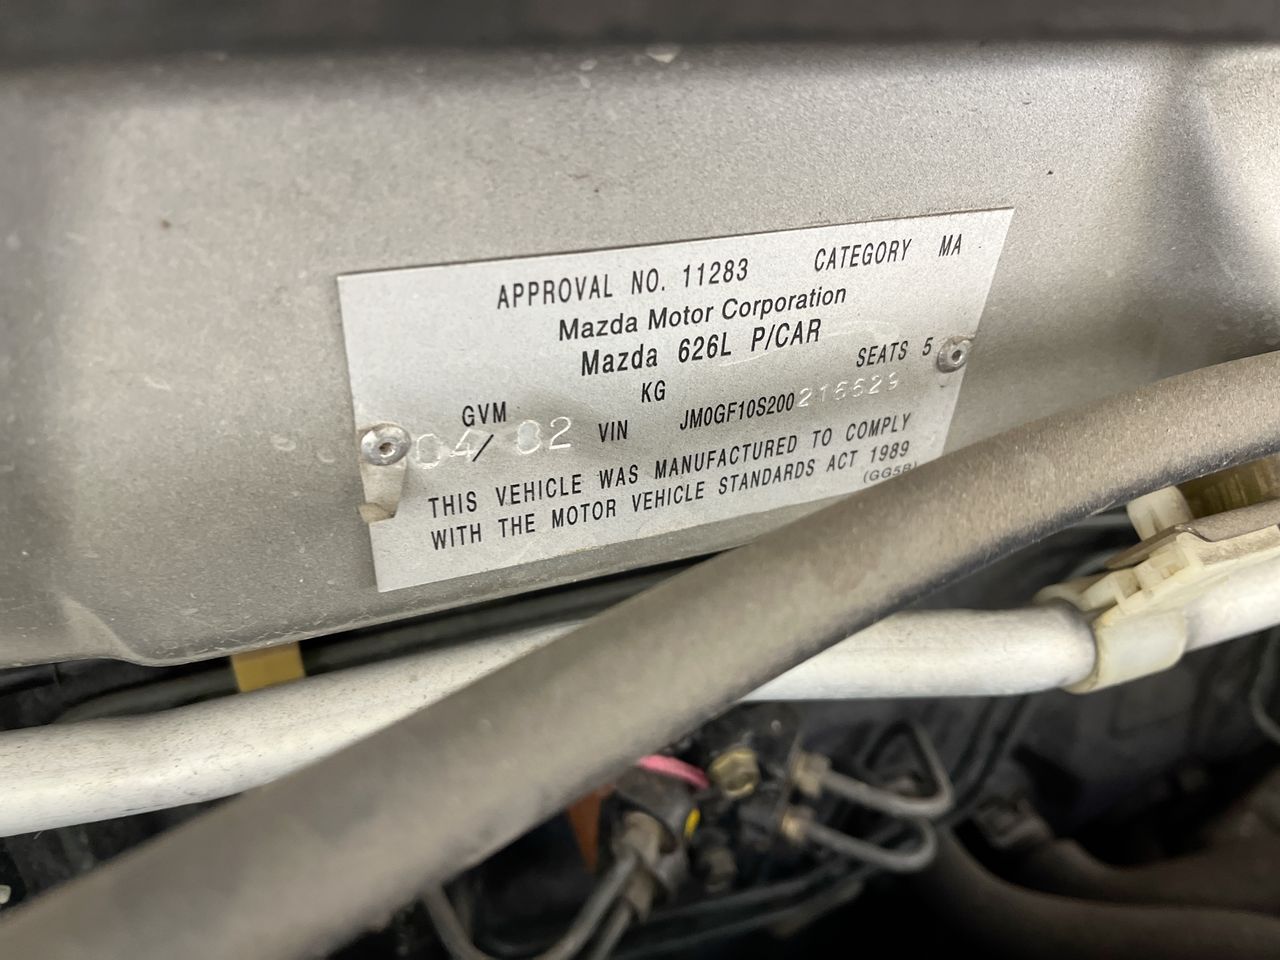 APPROVAL NO. 11283 CATEGORY MA
Mazda Motor Corporation
Mazda 626L P/CAR
GVM KG SEATS 5
04/02 VIN JM0GF10S200216629
THIS VEHICLE WAS MANUFACTURED TO COMPLY
WITH THE MOTOR VEHICLE STANDARDS ACT 1989
(GG5B)